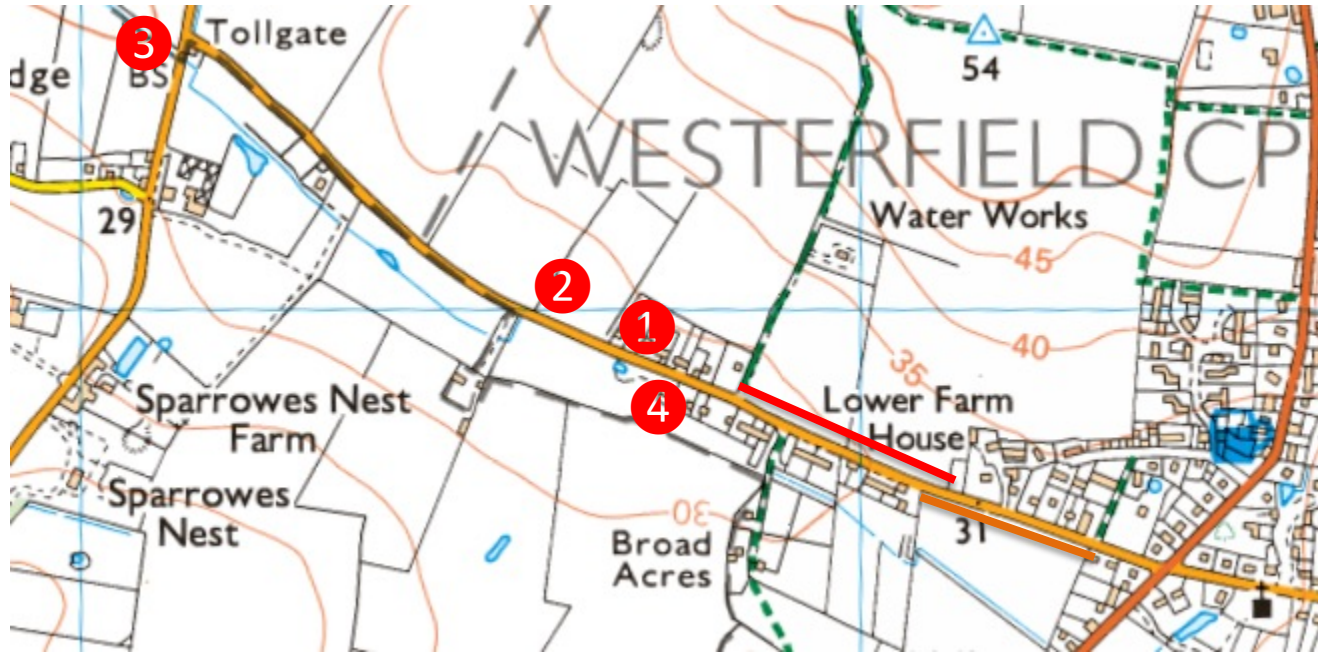 3
Tollgate
dge
BS
54
WESTERFIELD CP
29
Water Works
45
2
1
40
35
Sparrowes Nest
Farm
4
Lower Farm
House
Sparrowes
Nest
30
31
Broad
Acres